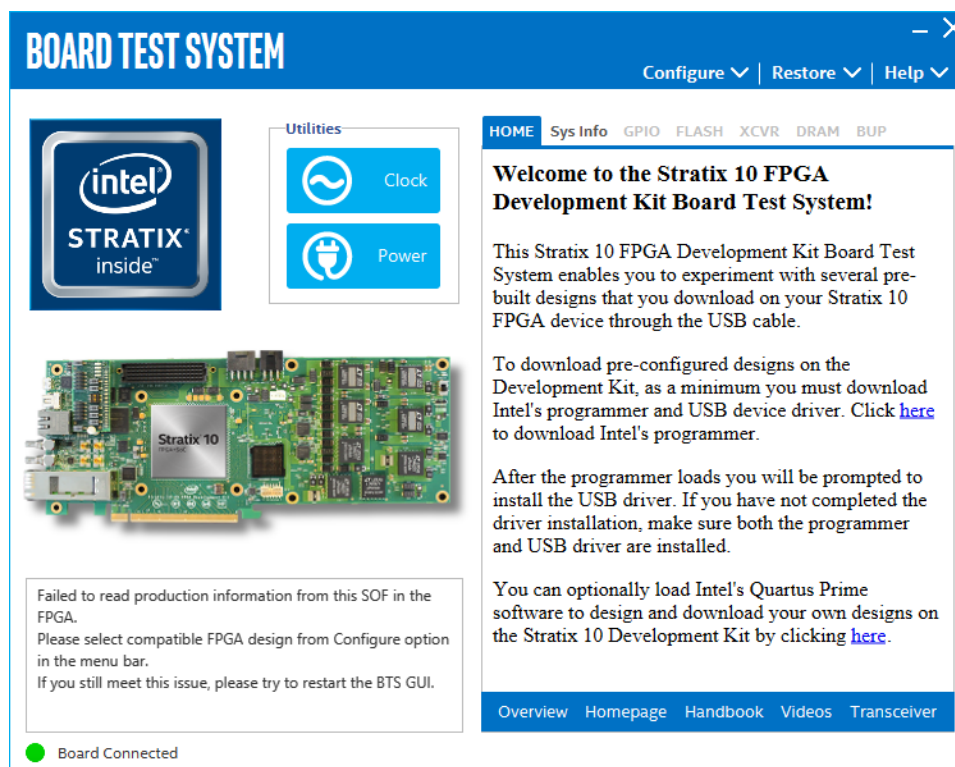 BOARD TEST SYSTEM
Configure | Restore | Help
intel
STRATIX
inside™
Utilities
Clock
Power
Stratix 10
Failed to read production information from this SOF in the
FPGA.
Please select compatible FPGA design from Configure option
in the menu bar.
If you still meet this issue, please try to restart the BTS GUI.
Board Connected
HOME Sys Info GPIO FLASH XCVR DRAM BUP
Welcome to the Stratix 10 FPGA
Development Kit Board Test System!
This Stratix 10 FPGA Development Kit Board Test
System enables you to experiment with several pre-
built designs that you download on your Stratix 10
FPGA device through the USB cable.
To download pre-configured designs on the
Development Kit, as a minimum you must download
Intel's programmer and USB device driver. Click here
to download Intel's programmer.
After the programmer loads you will be prompted to
install the USB driver. If you have not completed the
driver installation, make sure both the programmer
and USB driver are installed.
You can optionally load Intel's Quartus Prime
software to design and download your own designs on
the Stratix 10 Development Kit by clicking here.
Overview Homepage Handbook Videos Transceiver